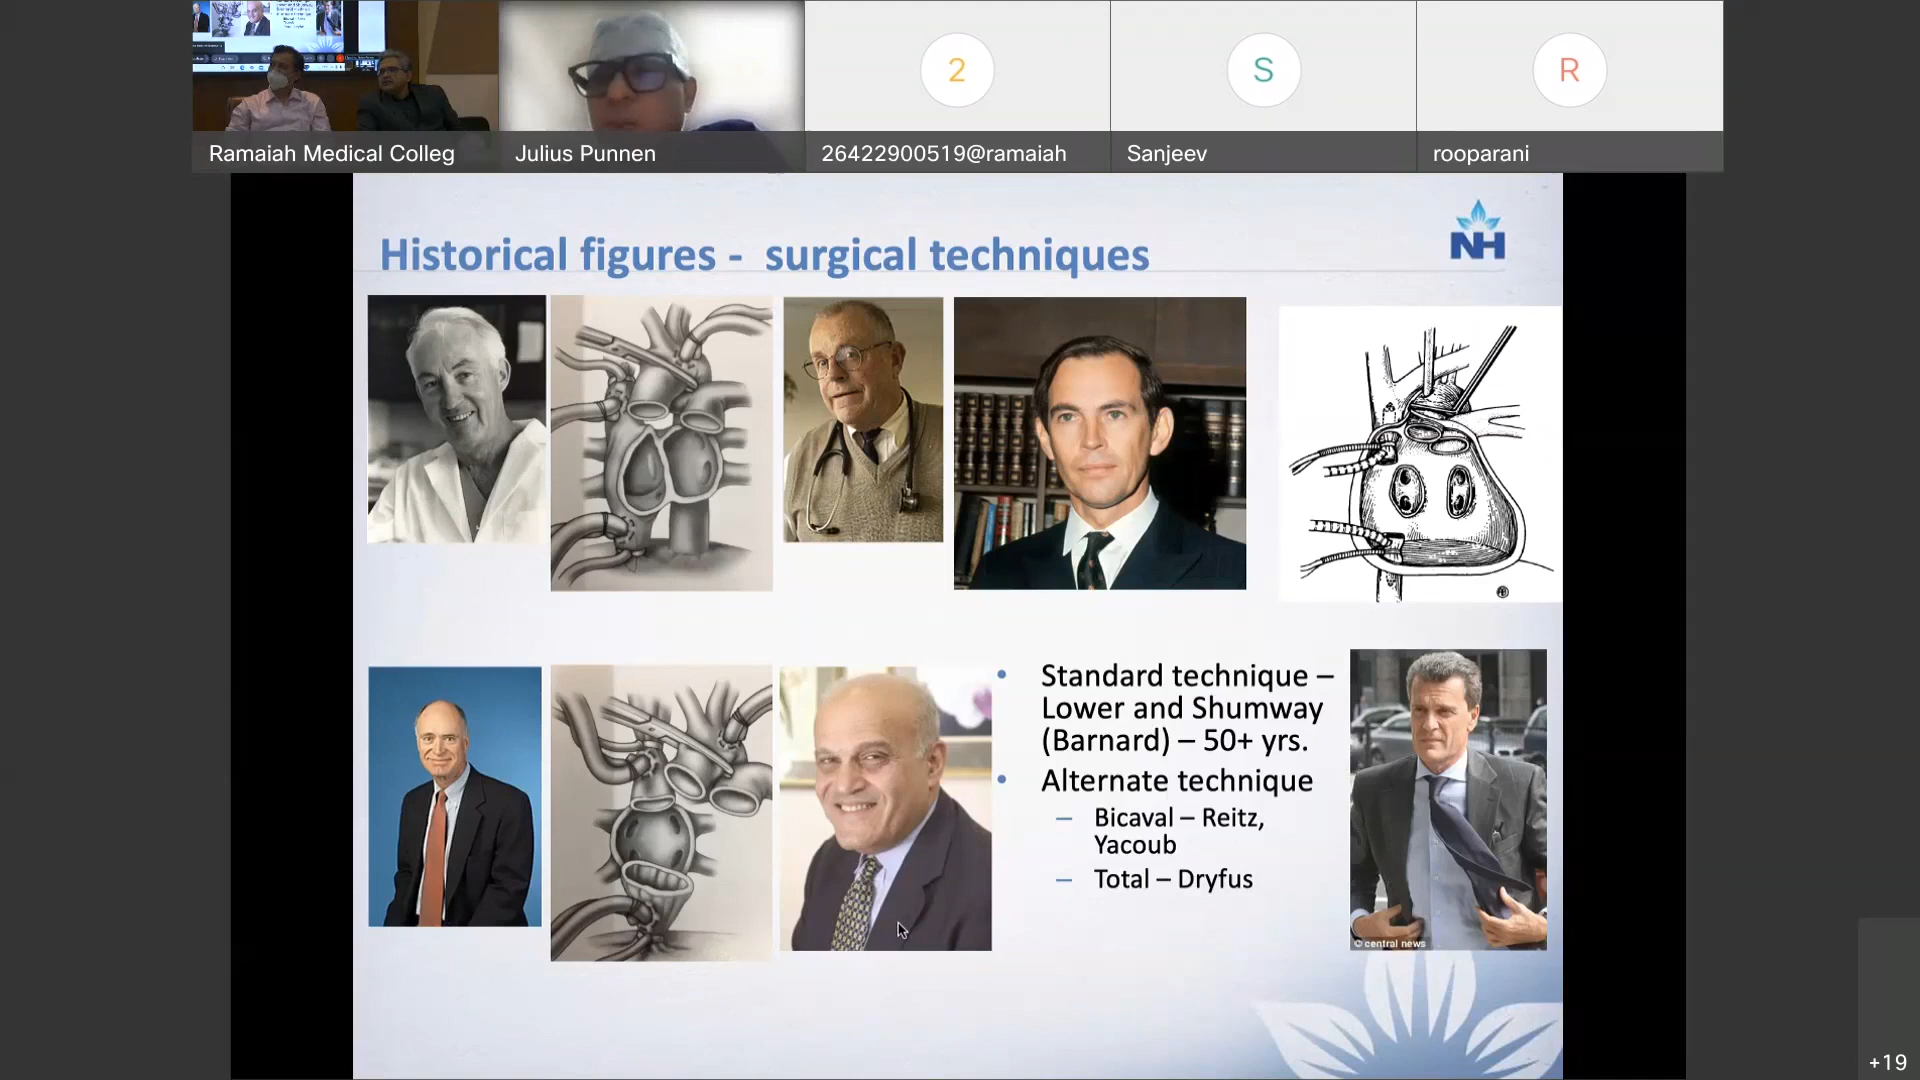 Ramaiah Medical Colleg
Julius Punnen
2
26422900519@ramaiah
S
Sanjeev
R
rooparani
Historical figures - surgical techniques
NH
• Standard technique –
Lower and Shumway
(Barnard) – 50+ yrs.
• Alternate technique
– Bicaval – Reitz,
Yacoub
– Total – Dryfus
© central news
+19